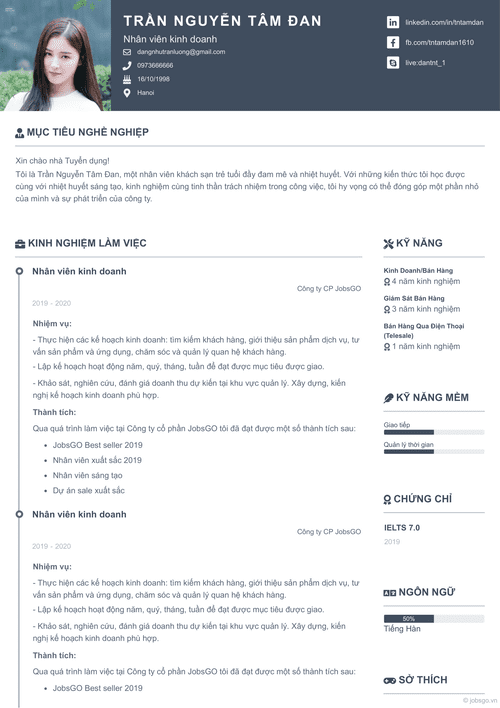 TRẦN NGUYỄN TÂM ĐAN
Nhân viên kinh doanh
dangnhutranluong@gmail.com
0973666666
16/10/1998
Hanoi
linkedin.com/in/tntamdan
fb.com/tntamdan1610
live:dantnt_1
MỤC TIÊU NGHỀ NGHIỆP
Xin chào nhà Tuyển dụng!
Tôi là Trần Nguyễn Tâm Đan, một nhân viên khách sạn trẻ tuổi đầy đam mê và nhiệt huyết. Với những kiến thức tôi học được
cùng với nhiệt huyết sáng tạo, kinh nghiệm cùng tinh thần trách nhiệm trong công việc, tôi hy vọng có thể đóng góp một phần nhỏ
của mình và sự phát triển của công ty.
KINH NGHIỆM LÀM VIỆC
Nhân viên kinh doanh
Công ty CP JobsGO
2019 - 2020
Nhiệm vụ:
- Thực hiện các kế hoạch kinh doanh: tìm kiếm khách hàng, giới thiệu sản phẩm dịch vụ, tư
vấn sản phẩm và ứng dụng, chăm sóc và quản lý quan hệ khách hàng.
- Lập kế hoạch hoạt động năm, quý, tháng, tuần để đạt được mục tiêu được giao.
- Khảo sát, nghiên cứu, đánh giá doanh thu dự kiến tại khu vực quản lý. Xây dựng, kiến
nghị kế hoạch kinh doanh phù hợp.
Thành tích:
Qua quá trình làm việc tại Công ty cổ phần JobsGO tôi đã đạt được một số thành tích sau:
• JobsGO Best seller 2019
• Nhân viên xuất sắc 2019
• Nhân viên sáng tạo
• Dự án sale xuất sắc
Nhân viên kinh doanh
Công ty CP JobsGO
2019 - 2020
Nhiệm vụ:
- Thực hiện các kế hoạch kinh doanh: tìm kiếm khách hàng, giới thiệu sản phẩm dịch vụ, tư
vấn sản phẩm và ứng dụng, chăm sóc và quản lý quan hệ khách hàng.
- Lập kế hoạch hoạt động năm, quý, tháng, tuần để đạt được mục tiêu được giao.
- Khảo sát, nghiên cứu, đánh giá doanh thu dự kiến tại khu vực quản lý. Xây dựng, kiến
nghị kế hoạch kinh doanh phù hợp.
Thành tích:
Qua quá trình làm việc tại Công ty cổ phần JobsGO tôi đã đạt được một số thành tích sau:
• JobsGO Best seller 2019
KỸ NĂNG
Kinh Doanh/Bán Hàng
4 năm kinh nghiệm
Giám Sát Bán Hàng
3 năm kinh nghiệm
Bán Hàng Qua Điện Thoại
(Telesale)
1 năm kinh nghiệm
KỸ NĂNG MỀM
Giao tiếp
Quản lý thời gian
CHỨNG CHỈ
IELTS 7.0
2019
NGÔN NGỮ
50%
Tiếng Hàn
SỞ THÍCH
© jobsgo.vn